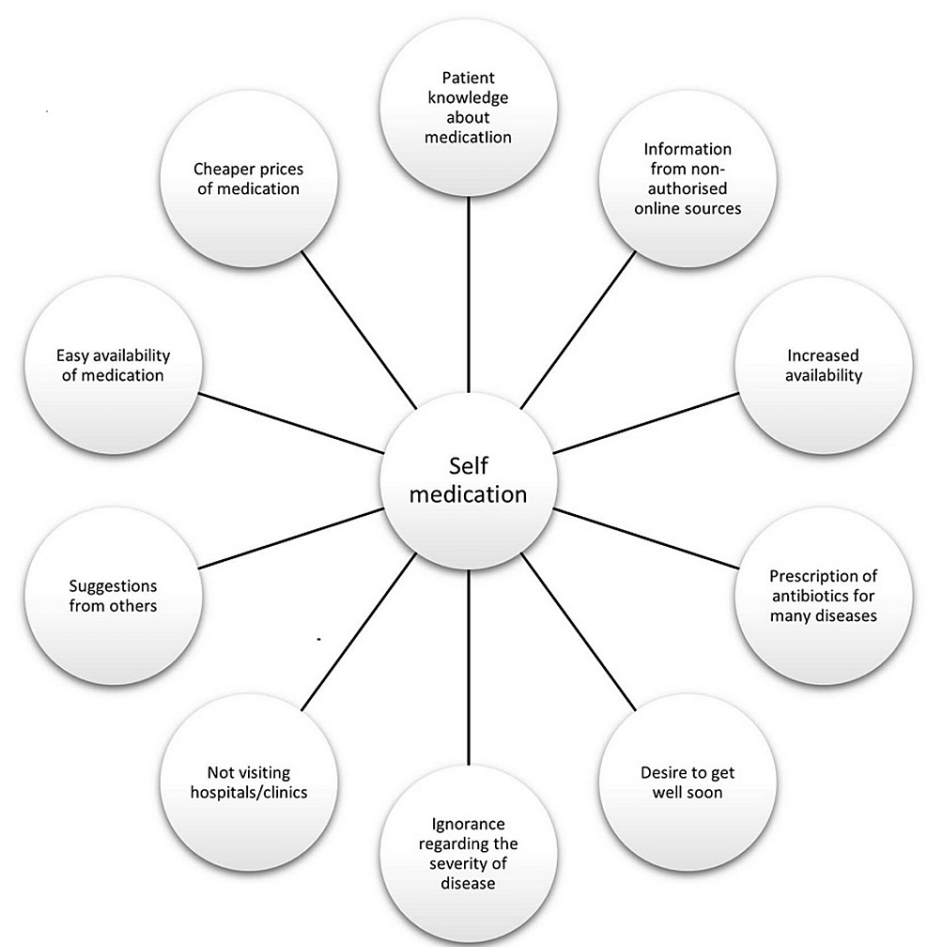 Patient
knowledge
about
medicatlion
Information
from non-
authorised
online sources
Increased
availability
Prescription of
antibiotics for
many diseases
Desire to get
well soon
Ignorance
regarding the
severity of
disease
Not visiting
hospitals/clinics
Suggestions
from others
Easy availability
of medication
Cheaper prices
of medication
Self
medication